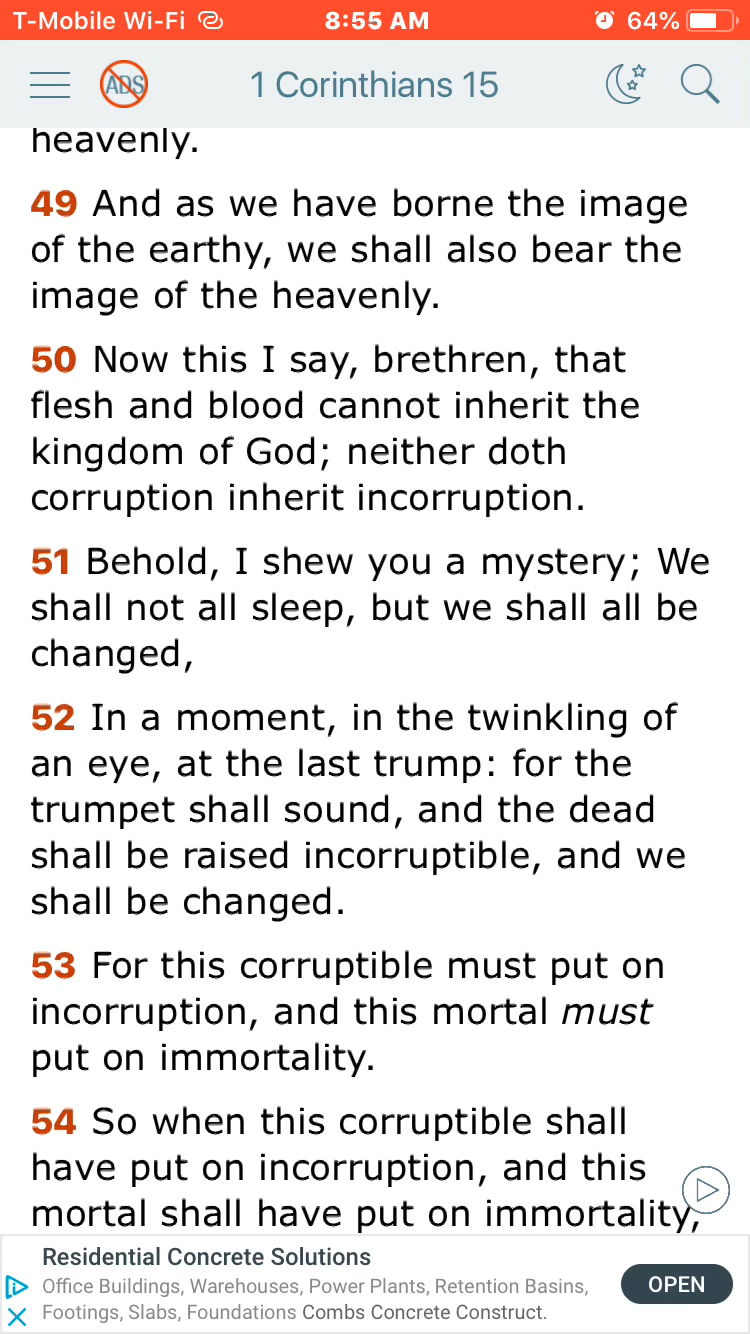 T-Mobile Wi-Fi 8:55 AM 64%
ADS 1 Corinthians 15
heavenly.
49 And as we have borne the image
of the earthy, we shall also bear the
image of the heavenly.
50 Now this I say, brethren, that
flesh and blood cannot inherit the
kingdom of God; neither doth
corruption inherit incorruption.
51 Behold, I shew you a mystery; We
shall not all sleep, but we shall all be
changed,
52 In a moment, in the twinkling of
an eye, at the last trump: for the
trumpet shall sound, and the dead
shall be raised incorruptible, and we
shall be changed.
53 For this corruptible must put on
incorruption, and this mortal must
put on immortality.
54 So when this corruptible shall
have put on incorruption, and this
mortal shall have put on immortality,
Residential Concrete Solutions
Office Buildings, Warehouses, Power Plants, Retention Basins,
Footings, Slabs, Foundations Combs Concrete Construct.
OPEN